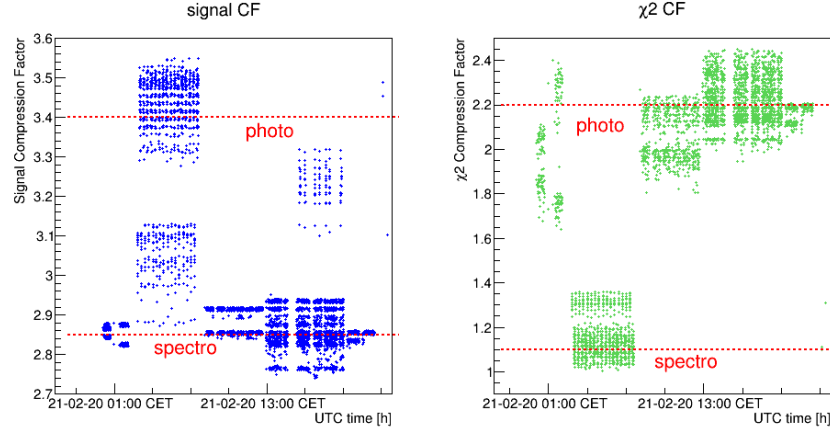 signal CF
Signal Compression Factor
3.6
3.5
3.4
3.3
3.2
3.1
3
2.9
2.8
2.7
photo
spectro
21-02-20 01:00 CET
21-02-20 13:00 CET
UTC time [h]
χ2 CF
χ2 Compression Factor
2.4
2.2
2
1.8
1.6
1.4
1.2
1
photo
spectro
21-02-20 01:00 CET
21-02-20 13:00 CET
UTC time [h]